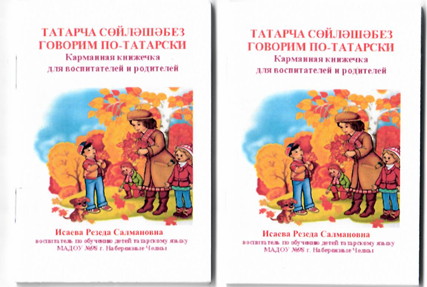 ТАТАРЧА СӨЙЛӘШӘБЕЗ
ГОВОРИМ ПО-ТАТАРСКИ
Карманная книжечка
для воспитателей и родителей
Исаева Резеда Салмановна
воспитатель по обучению детей татарскому языку
МАДОУ №98 г. Набережные Челны
ТАТАРЧА СӨЙЛӘШӘБЕЗ
ГОВОРИМ ПО-ТАТАРСКИ
Карманная книжечка
для воспитателей и родителей
Исаева Резеда Салмановна
воспитатель по обучению детей татарскому языку
МАДОУ №98 г. Набережные Челны